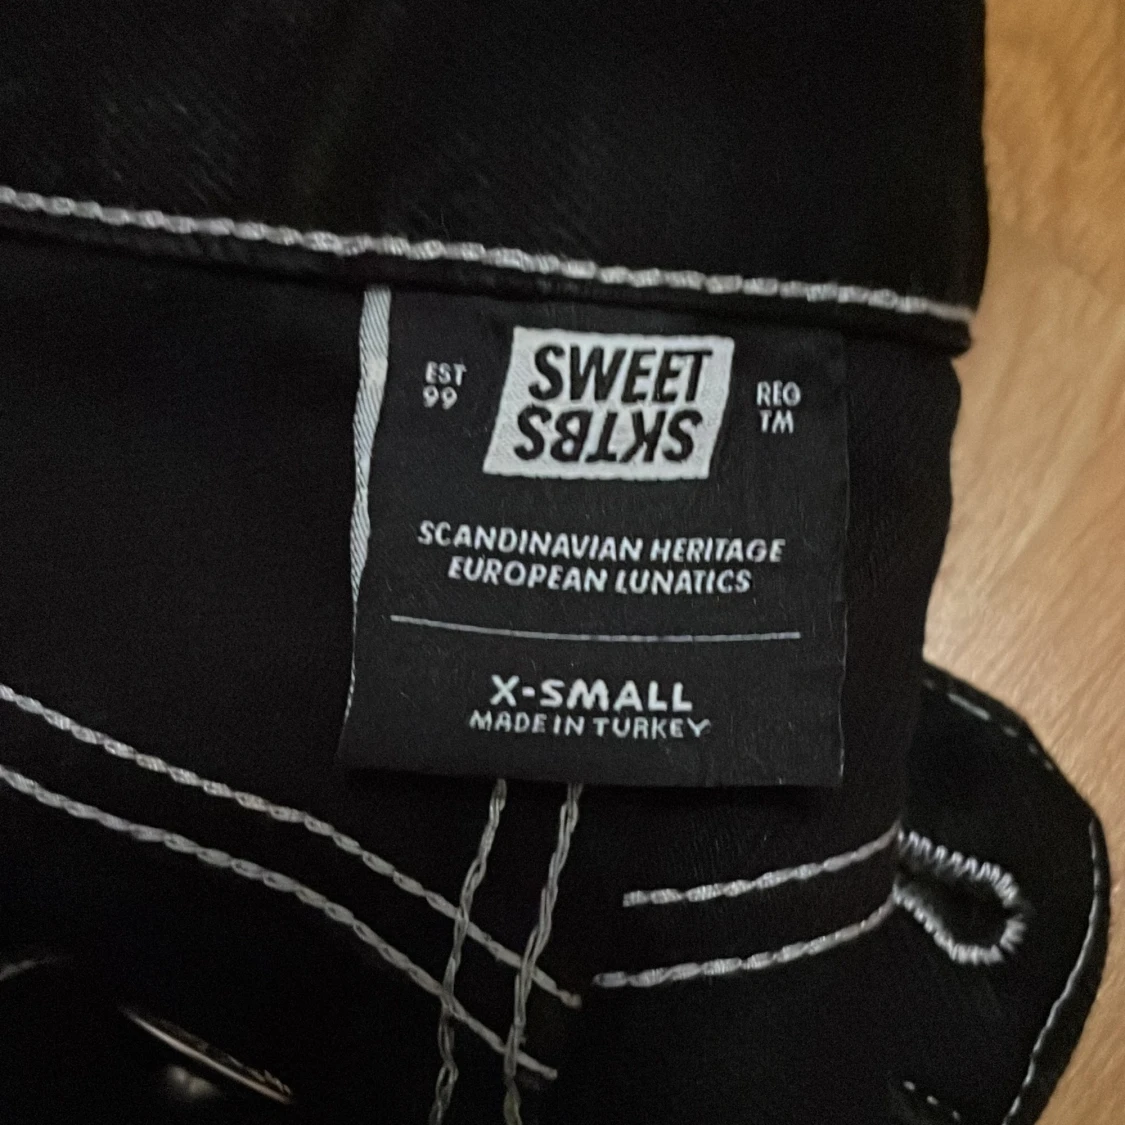 EST
99
SWEET
SKTBS
REG
TM
SCANDINAVIAN HERITAGE
EUROPEAN LUNATICS
X-SMALL
MADE IN TURKEY